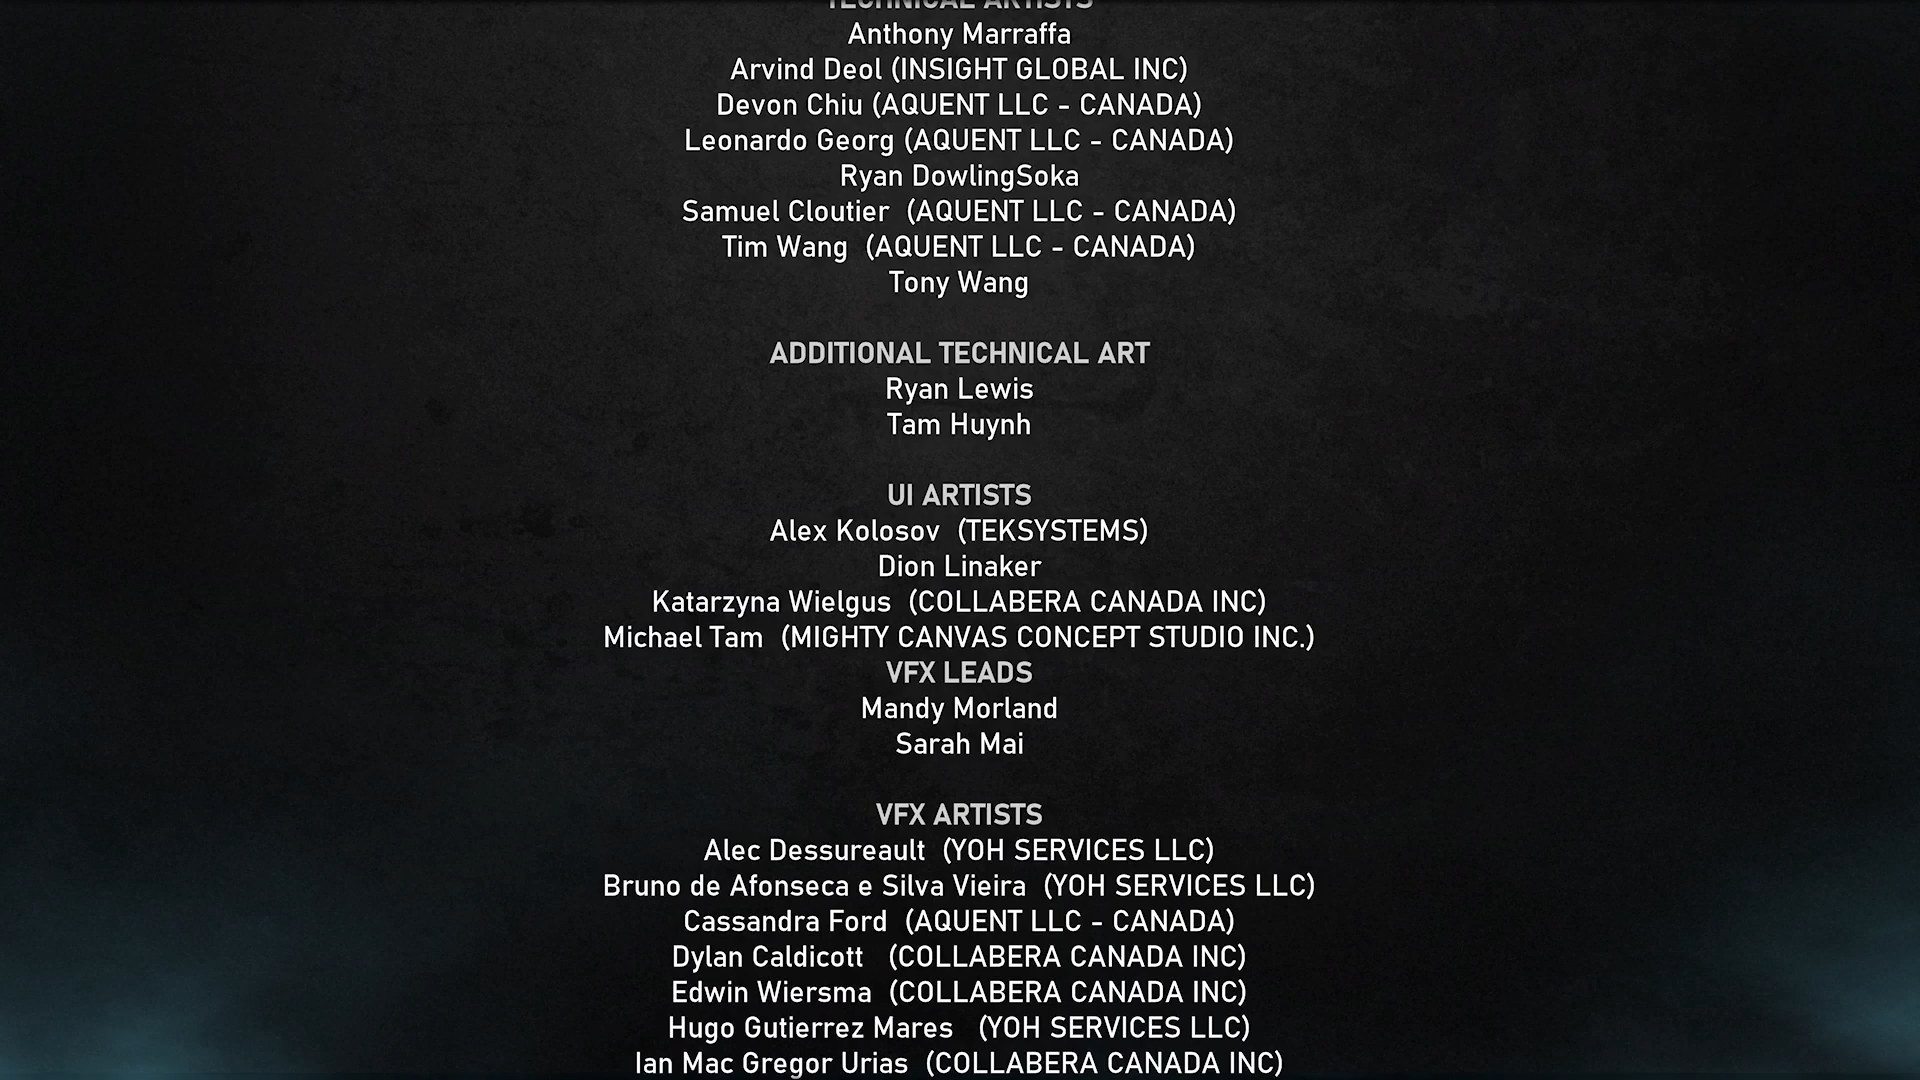 TECHNICAL ARTISTS
Anthony Marraffa
Arvind Deol (INSIGHT GLOBAL INC)
Devon Chiu (AQUENT LLC - CANADA)
Leonardo Georg (AQUENT LLC - CANADA)
Ryan DowlingSoka
Samuel Cloutier (AQUENT LLC - CANADA)
Tim Wang (AQUENT LLC - CANADA)
Tony Wang
ADDITIONAL TECHNICAL ART
Ryan Lewis
Tam Huynh
UI ARTISTS
Alex Kolosov (TEKSYSTEMS)
Dion Linaker
Katarzyna Wielgus (COLLABERA CANADA INC)
Michael Tam (MIGHTY CANVAS CONCEPT STUDIO INC.)
VFX LEADS
Mandy Morland
Sarah Mai
VFX ARTISTS
Alec Dessureault (YOH SERVICES LLC)
Bruno de Afonseca e Silva Vieira (YOH SERVICES LLC)
Cassandra Ford (AQUENT LLC - CANADA)
Dylan Caldicott (COLLABERA CANADA INC)
Edwin Wiersma (COLLABERA CANADA INC)
Hugo Gutierrez Mares (YOH SERVICES LLC)
Ian Mac Gregor Urias (COLLABERA CANADA INC)